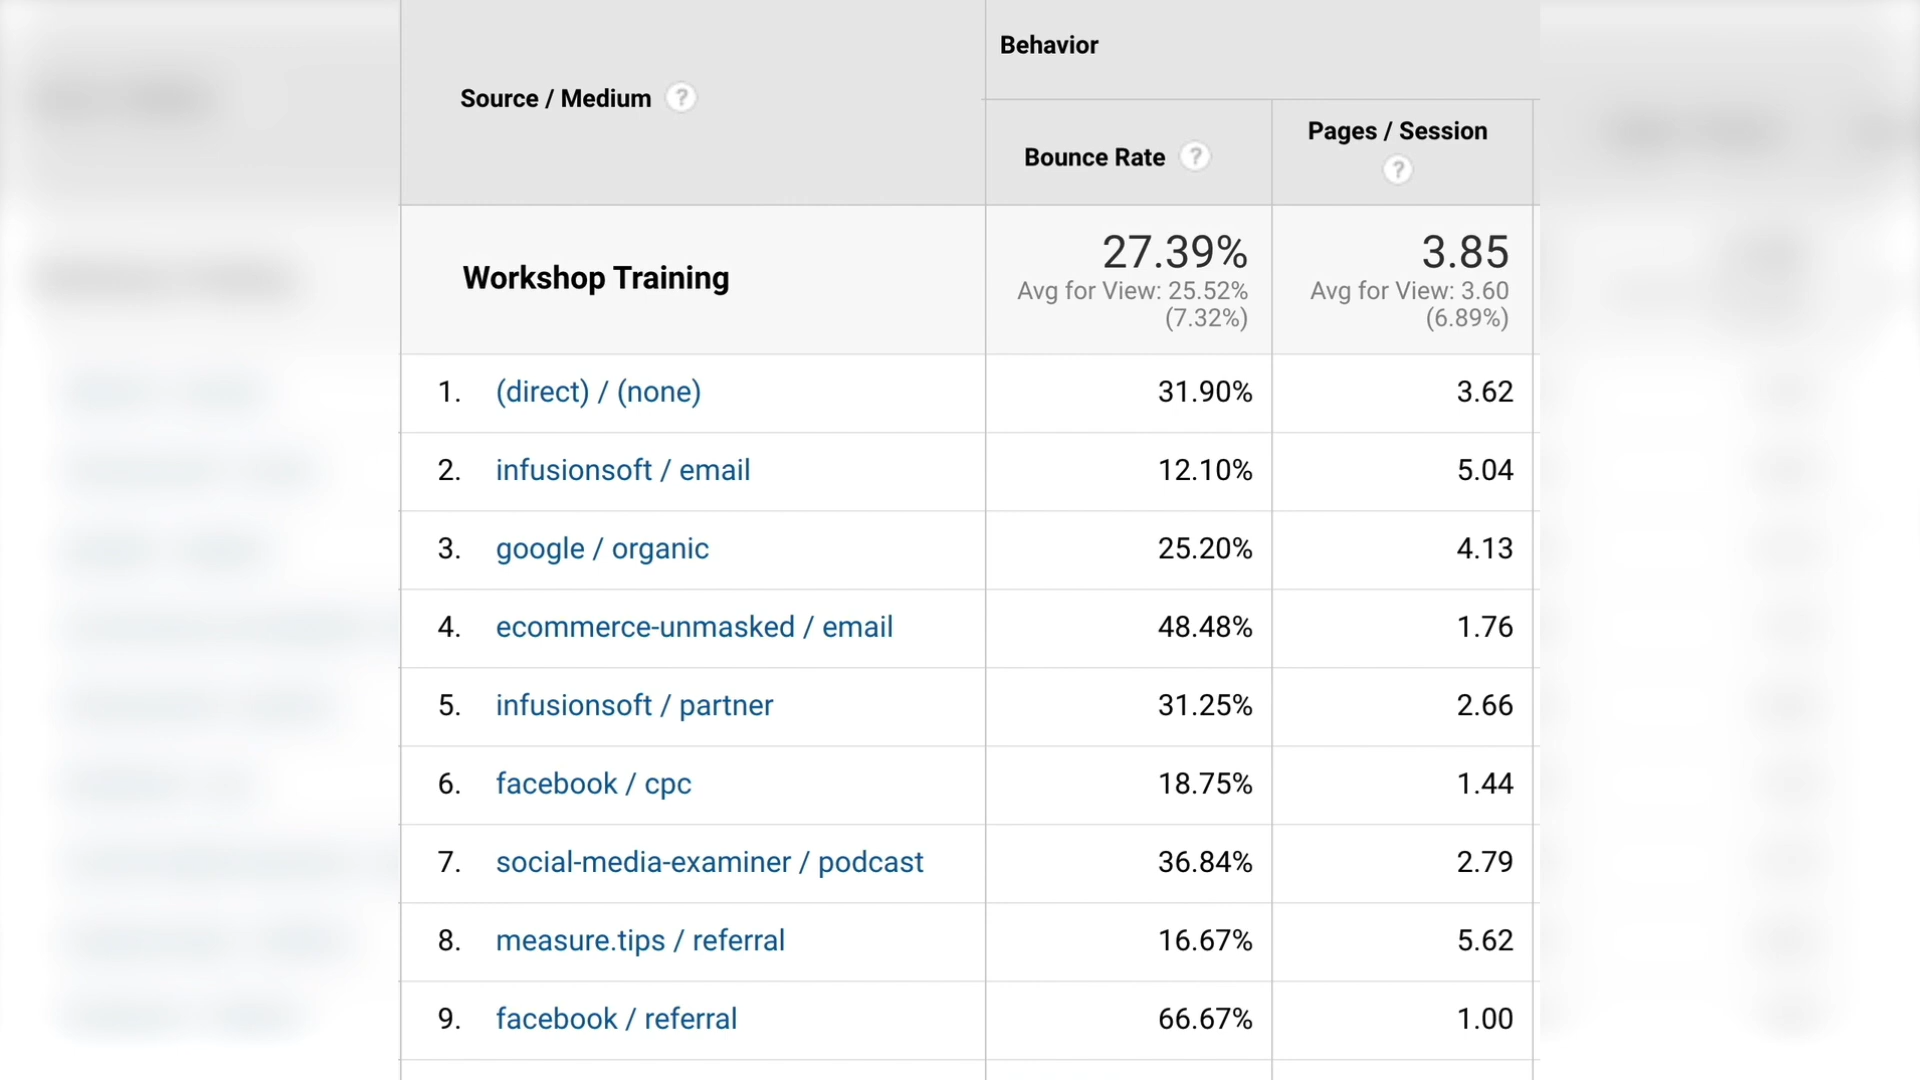 Behavior
Source / Medium ?
Bounce Rate ?
Pages / Session
?
Workshop Training
27.39%
Avg for View: 25.52%
(7.32%)
3.85
Avg for View: 3.60
(6.89%)
1. (direct) / (none) 31.90% 3.62
2. infusionsoft / email 12.10% 5.04
3. google / organic 25.20% 4.13
4. ecommerce-unmasked / email 48.48% 1.76
5. infusionsoft / partner 31.25% 2.66
6. facebook / cpc 18.75% 1.44
7. social-media-examiner / podcast 36.84% 2.79
8. measure.tips / referral 16.67% 5.62
9. facebook / referral 66.67% 1.00